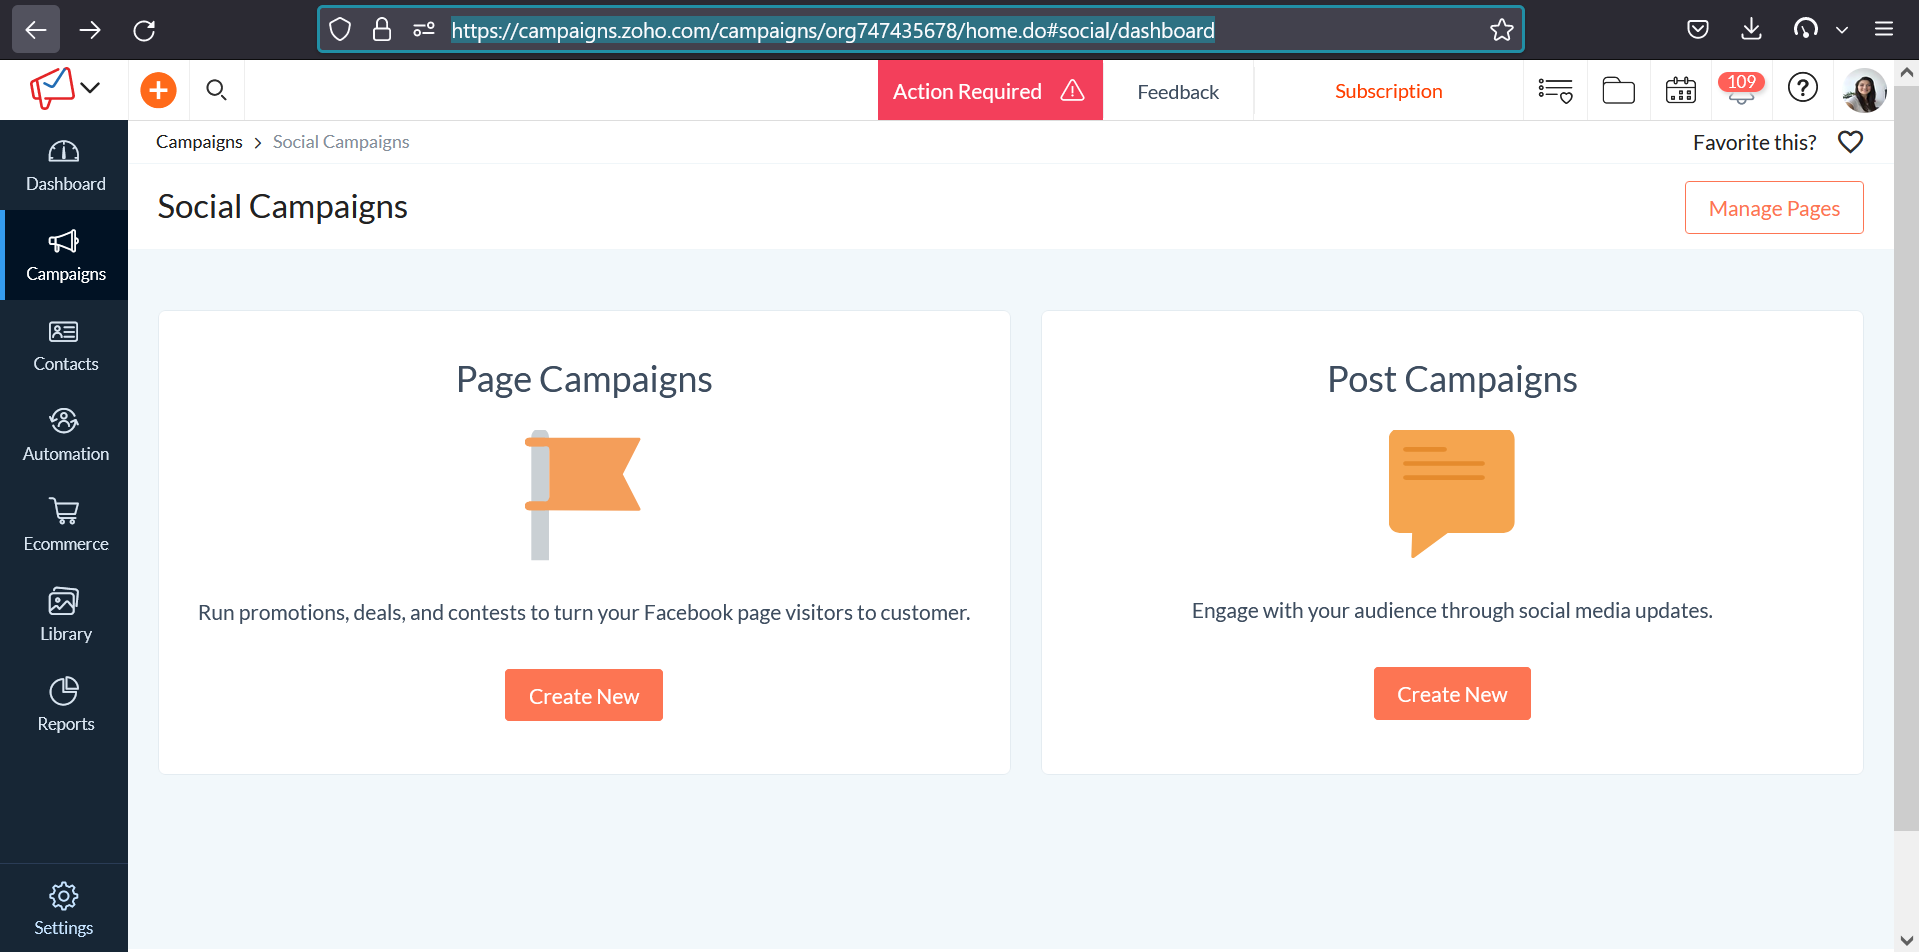 https://campaigns.zoho.com/campaigns/org747435678/home.do#social/dashboard
Action Required
Feedback
Subscription
109
Campaigns > Social Campaigns
Favorite this?
Social Campaigns
Manage Pages
Dashboard
Campaigns
Contacts
Automation
Ecommerce
Library
Reports
Settings
Page Campaigns
Run promotions, deals, and contests to turn your Facebook page visitors to customer.
Create New
Post Campaigns
Engage with your audience through social media updates.
Create New